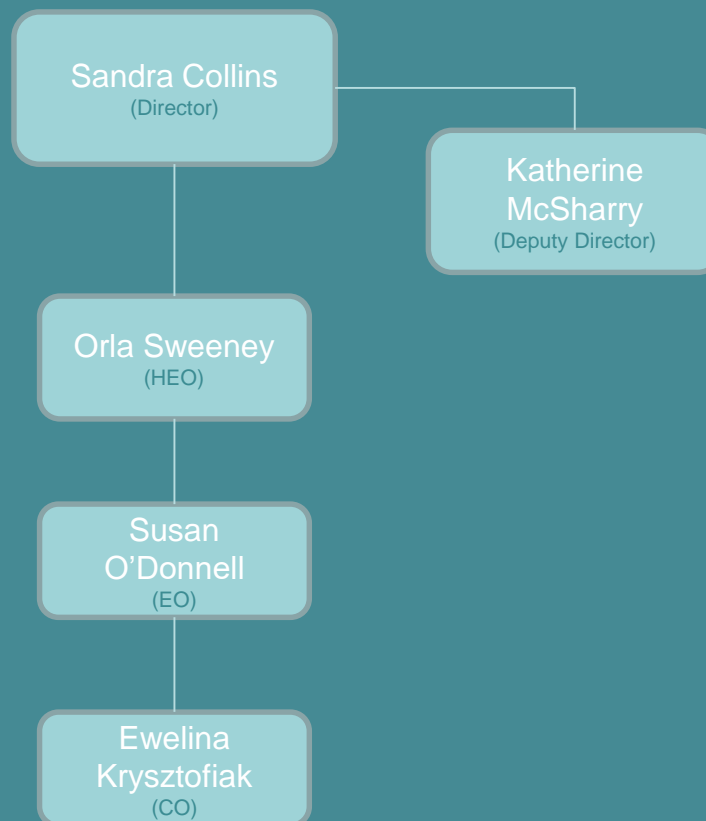 Sandra Collins
(Director)
Katherine
McSharry
(Deputy Director)
Orla Sweeney
(HEO)
Susan
O’Donnell
(EO)
Ewelina
Krysztofiak
(CO)